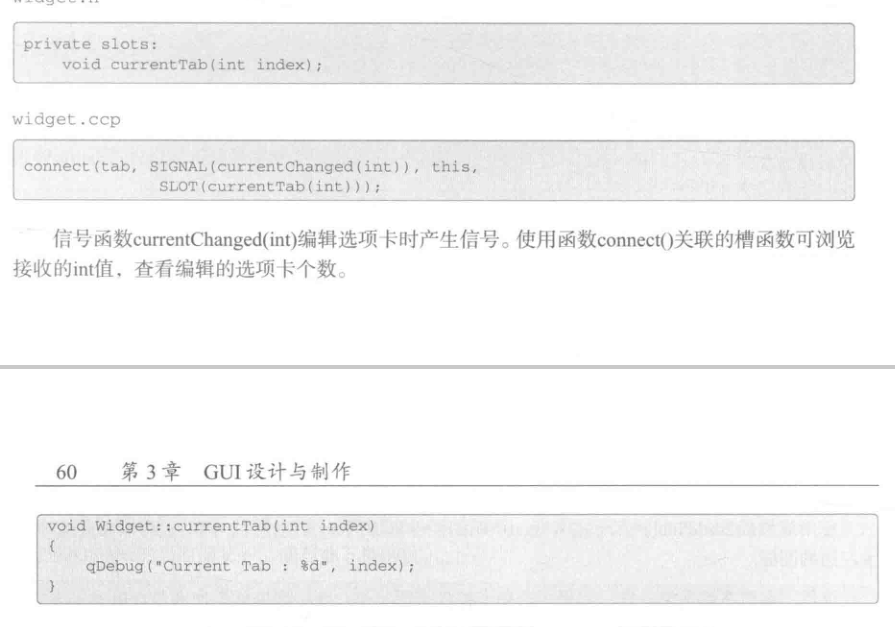 private slots:
void currentTab(int index);
widget.ccp
connect(tab, SIGNAL(currentChanged(int)), this,
SLOT(currentTab(int)));
信号函数currentChanged(int)编辑选项卡时产生信号。使用函数connect()关联的槽函数可浏览
接收的int值，查看编辑的选项卡个数。
60 第 3 章 GUI 设计与制作
void Widget::currentTab(int index)
{
qDebug("Current Tab : %d", index);
}